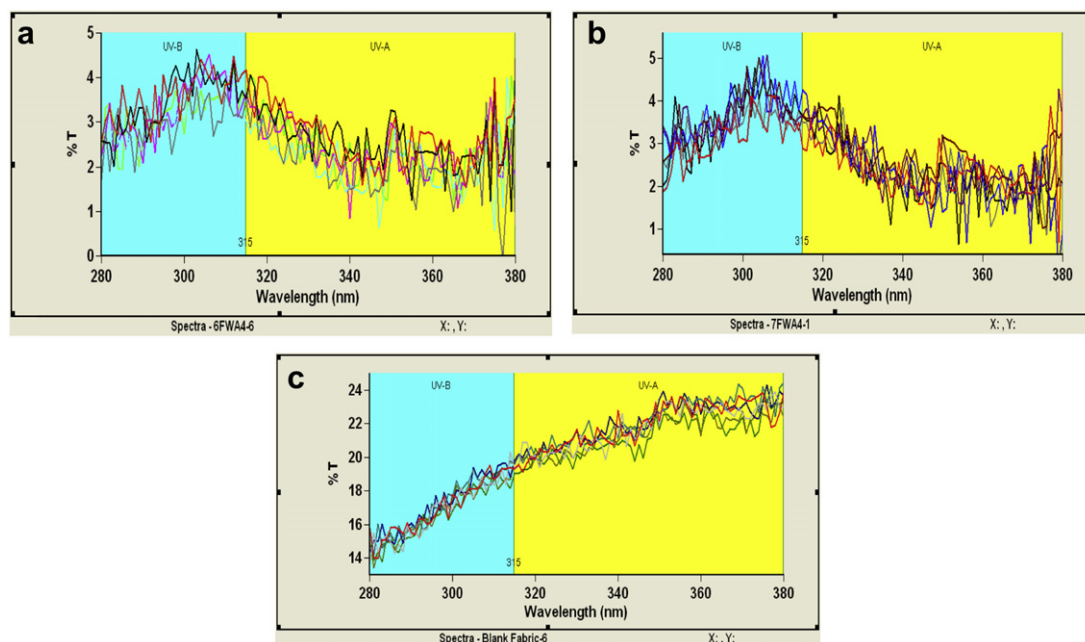 a
UV-B UV-A
5
4
3
2
1
0
% T
315
280 300 320 340 360 380
Wavelength (nm)
Spectra - 6FWA4-6 X: , Y:
b
UV-B UV-A
5
4
3
2
1
% T
315
280 300 320 340 360 380
Wavelength (nm)
Spectra - 7FWA4-1 X: , Y:
c
UV-B UV-A
24
22
20
18
16
14
% T
315
280 300 320 340 360 380
Wavelength (nm)
Spectra - Blank Fabric-6 X: , Y: